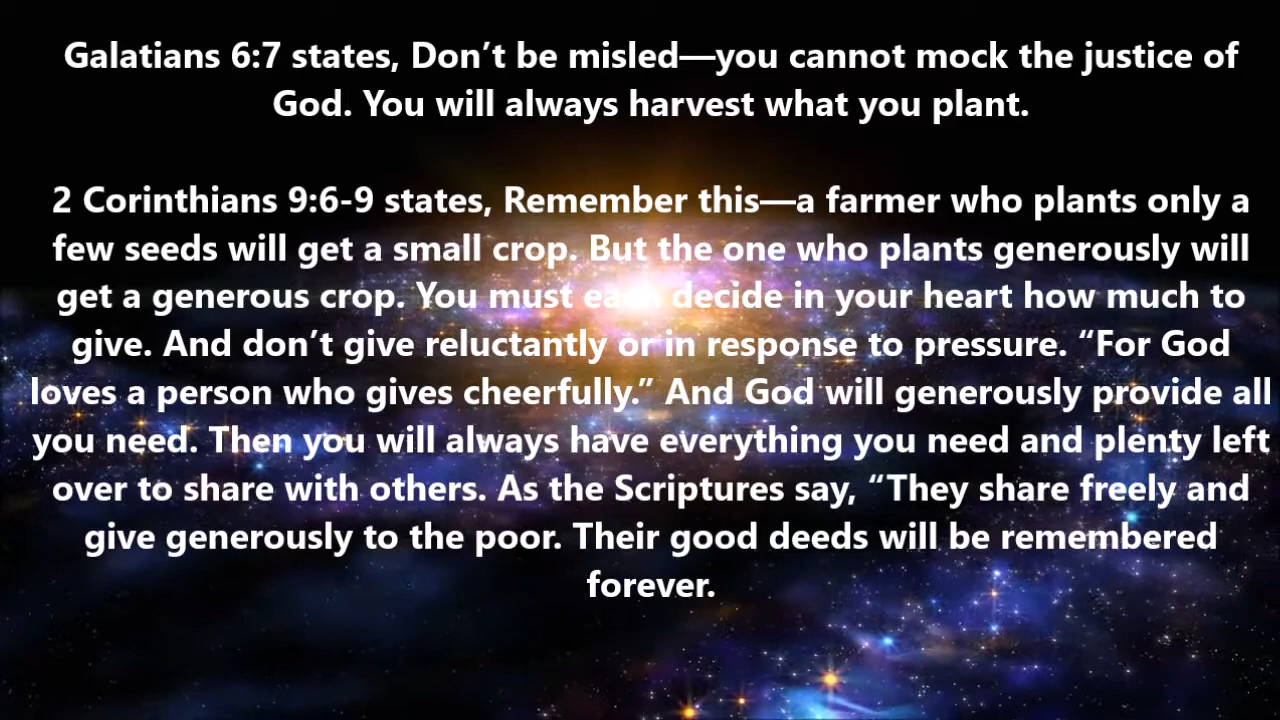 Galatians 6:7 states, Don’t be misled—you cannot mock the justice of
God. You will always harvest what you plant.
2 Corinthians 9:6-9 states, Remember this—a farmer who plants only a
few seeds will get a small crop. But the one who plants generously will
get a generous crop. You must each decide in your heart how much to
give. And don’t give reluctantly or in response to pressure. “For God
loves a person who gives cheerfully.” And God will generously provide all
you need. Then you will always have everything you need and plenty left
over to share with others. As the Scriptures say, “They share freely and
give generously to the poor. Their good deeds will be remembered
forever.